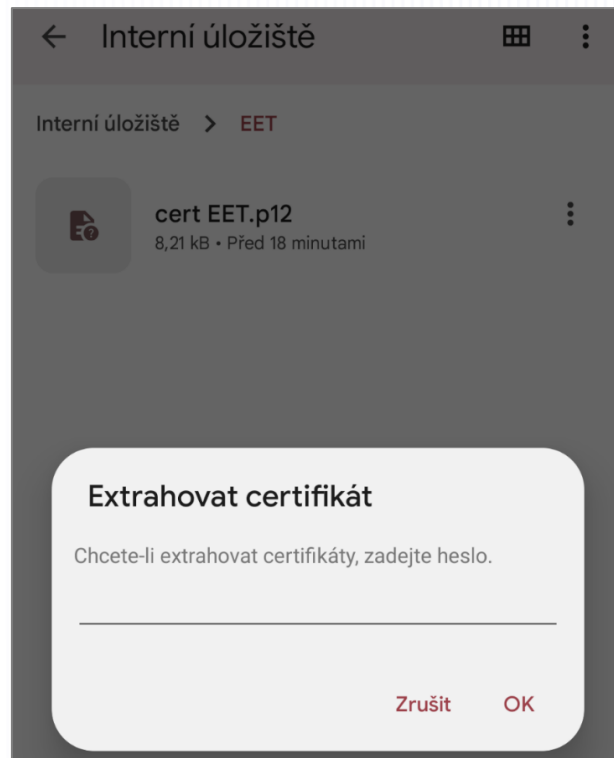 Interní úložiště
Interní úložiště > EET
cert EET.p12
8,21 kB • Před 18 minutami
Extrahovat certifikát
Chcete-li extrahovat certifikáty, zadejte heslo.
Zrušit OK